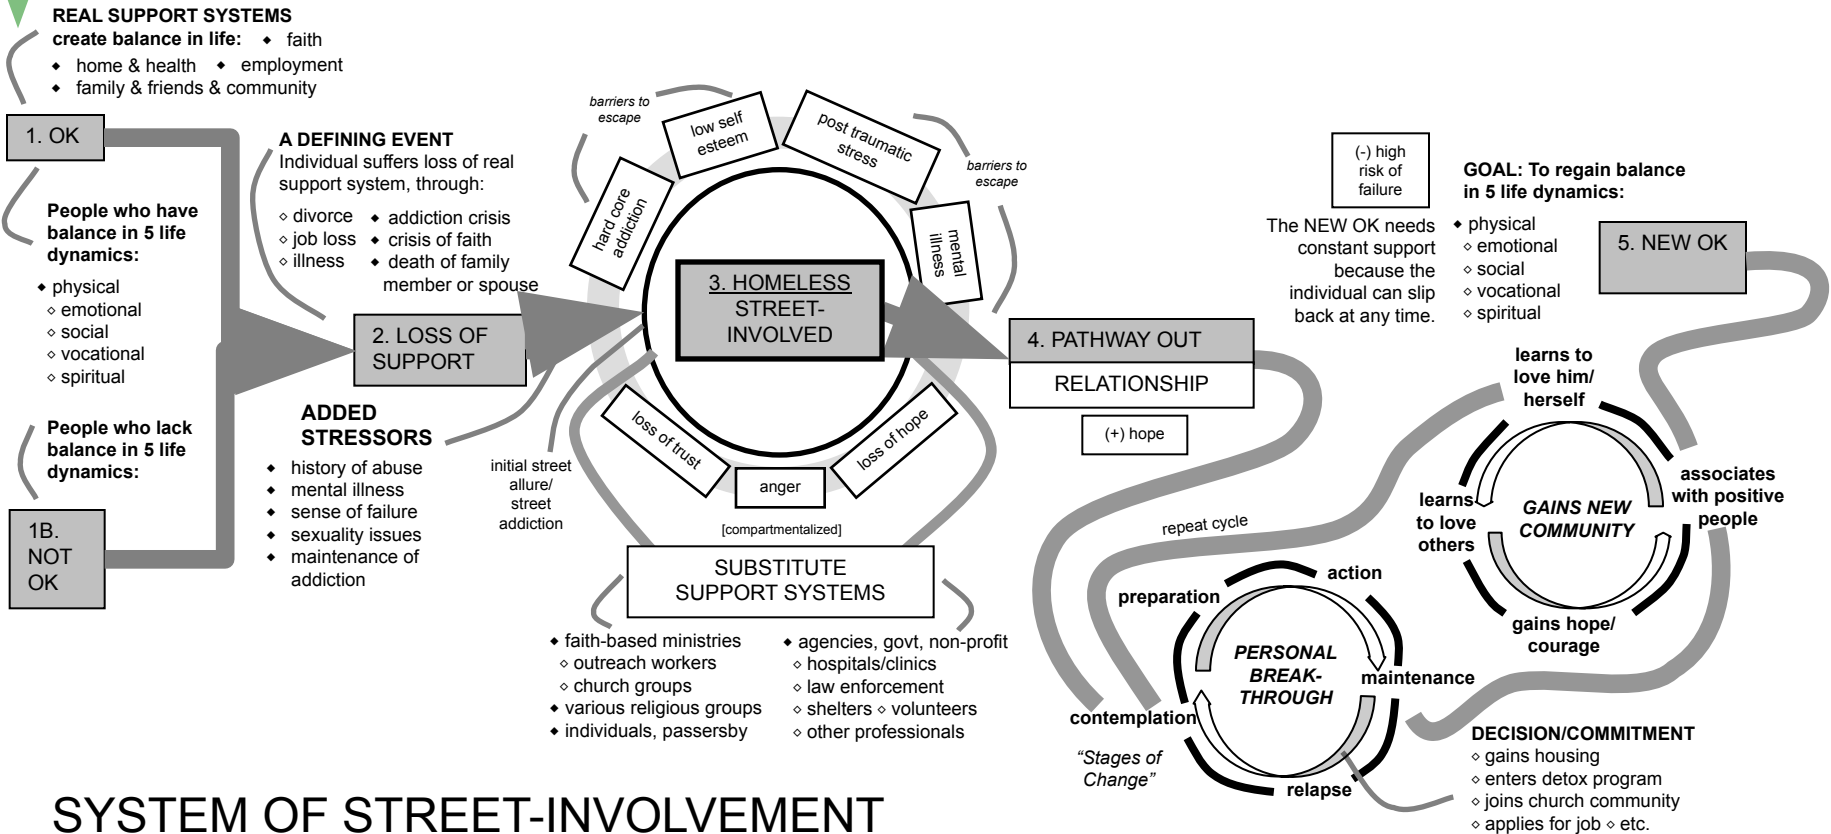 REAL SUPPORT SYSTEMS
create balance in life: ◆ faith
◆ home & health ◆ employment
◆ family & friends & community
1. OK
People who have
balance in 5 life
dynamics:
◆ physical
◇ emotional
◇ social
◇ vocational
◇ spiritual
People who lack
balance in 5 life
dynamics:
1B.
NOT
OK
A DEFINING EVENT
Individual suffers loss of real
support system, through:
◇ divorce ◆ addiction crisis
◇ job loss ◆ crisis of faith
◇ illness ◆ death of family
member or spouse
2. LOSS OF
SUPPORT
ADDED
STRESSORS
◆ history of abuse
◆ mental illness
◆ sense of failure
◆ sexuality issues
◆ maintenance of
addiction
initial street
allure/
street
addiction
barriers to
escape
hard core
addiction
low self
esteem
post traumatic
stress
mental
illness
barriers to
escape
3. HOMELESS
STREET-
INVOLVED
loss of trust
anger
loss of hope
[compartmentalized]
SUBSTITUTE
SUPPORT SYSTEMS
◆ faith-based ministries
◇ outreach workers
◇ church groups
◆ various religious groups
◆ individuals, passersby
◆ agencies, govt, non-profit
◇ hospitals/clinics
◇ law enforcement
◇ shelters ◇ volunteers
◇ other professionals
4. PATHWAY OUT
RELATIONSHIP
(+) hope
(-) high
risk of
failure
The NEW OK needs
constant support
because the
individual can slip
back at any time.
GOAL: To regain balance
in 5 life dynamics:
◆ physical
◇ emotional
◇ social
◇ vocational
◇ spiritual
5. NEW OK
learns to
love him/
herself
associates
with positive
people
learns
to love
others
GAINS NEW
COMMUNITY
gains hope/
courage
repeat cycle
action
preparation
PERSONAL
BREAK-
THROUGH
maintenance
contemplation
"Stages of
Change"
relapse
DECISION/COMMITMENT
◇ gains housing
◇ enters detox program
◇ joins church community
◇ applies for job ◇ etc.
SYSTEM OF STREET-INVOLVEMENT